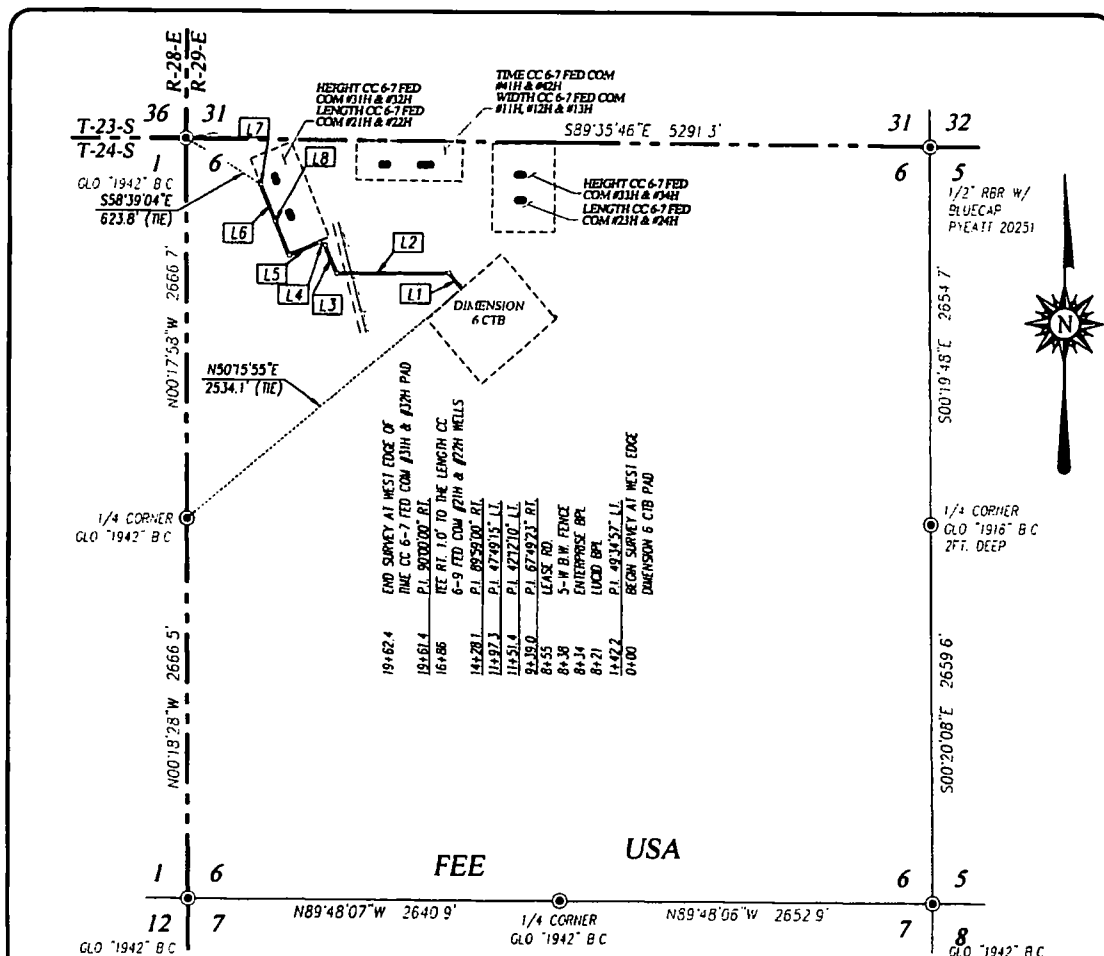 R-28-E
R-29-E
HEIGHT CC 6-7 FED
COM #31H & #32H
LENGTH CC 6-7 FED
COM #21H & #22H
TIME CC 6-7 FED COM
#41H & #42H
WIDTH CC 6-7 FED COM
#11H, #12H & #13H
36 31
T-23-S
T-24-S
L7
S89°35'46"E 5291.3'
31 32
1 6
6 5
GLO "1942" B C
S58°39'04"E
623.8' (TIE)
L8
L6
L5
L4
L3
L2
L1
HEIGHT CC 6-7 FED
COM #33H & #34H
LENGTH CC 6-7 FED
COM #23H & #24H
1/2" RBR W/
BLUECAP
PYEATT 20251
N
DIMENSION
6 CTB
N00°17'58"W 2666.7'
S00°19'48"E 2654.7'
N50°15'55"E
2534.1' (TIE)
1/4 CORNER
GLO "1942" B C
1/4 CORNER
GLO "1916" B C
2FT. DEEP
19+62.4 END SURVEY AT WEST EDGE OF
TIME CC 6-7 FED COM #31H & #32H PAD
19+61.4 P.I. 90°00'00" RT.
16+86 TEE RT. 1.0' TO THE LENGTH CC
6-9 FED COM #21H & #22H WELLS
14+28.1 P.I. 89°59'00" RT.
11+97.3 P.I. 47°49'15" LT.
11+51.4 P.I. 42°12'10" LT.
9+39.0 P.I. 67°49'23" RT.
8+55 LEASE RD.
8+38 5-W B.W. FENCE
8+34 ENTERPRISE BPL
8+21 LUCID BPL
1+42.2 P.I. 49°34'57" LT.
0+00 BEGIN SURVEY AT WEST EDGE
DIMENSION 6 CTB PAD
N00°18'28"W 2666.5'
S00°20'08"E 2659.6'
FEE
USA
1 6
6 5
12 7
7 8
N89°48'07"W 2640.9'
N89°48'06"W 2652.9'
1/4 CORNER
GLO "1942" B C
GLO "1942" B C
GLO "1942" B C